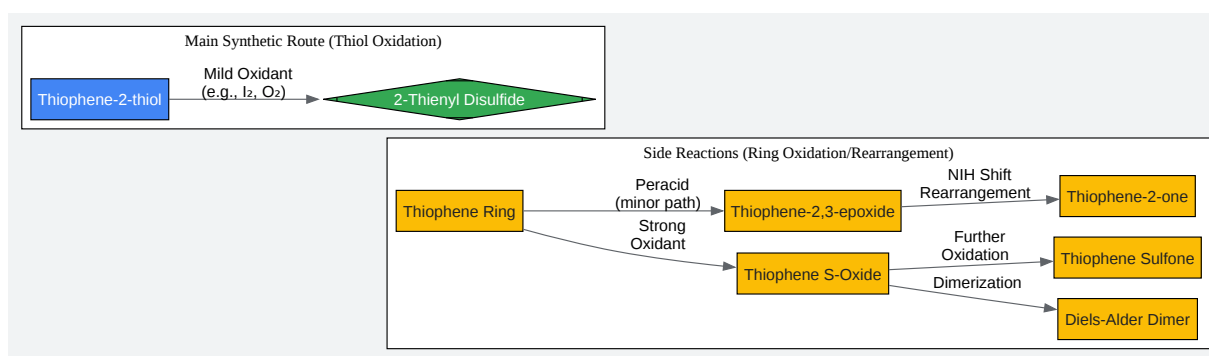 Main Synthetic Route (Thiol Oxidation)
Thiophene-2-thiol
Mild Oxidant
(e.g., I₂, O₂)
2-Thienyl Disulfide
Side Reactions (Ring Oxidation/Rearrangement)
Thiophene Ring
Peracid
(minor path)
Thiophene-2,3-epoxide
NIH Shift
Rearrangement
Thiophene-2-one
Strong
Oxidant
Thiophene S-Oxide
Further
Oxidation
Thiophene Sulfone
Dimerization
Diels-Alder Dimer